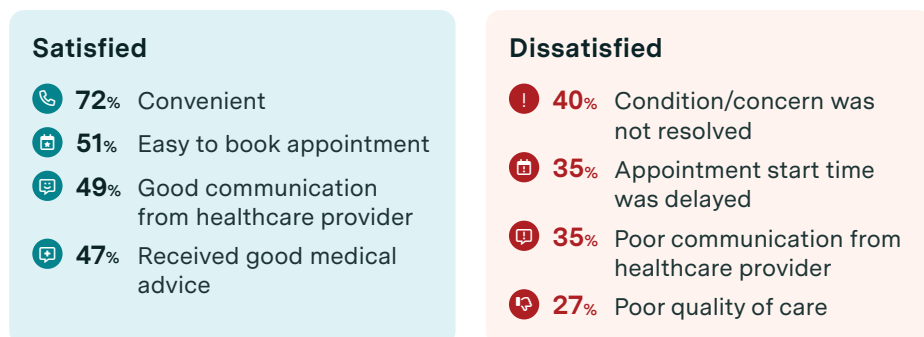 Satisfied
72% Convenient
51% Easy to book appointment
49% Good communication
from healthcare provider
47% Received good medical
advice
Dissatisfied
40% Condition/concern was
not resolved
35% Appointment start time
was delayed
35% Poor communication from
healthcare provider
27% Poor quality of care